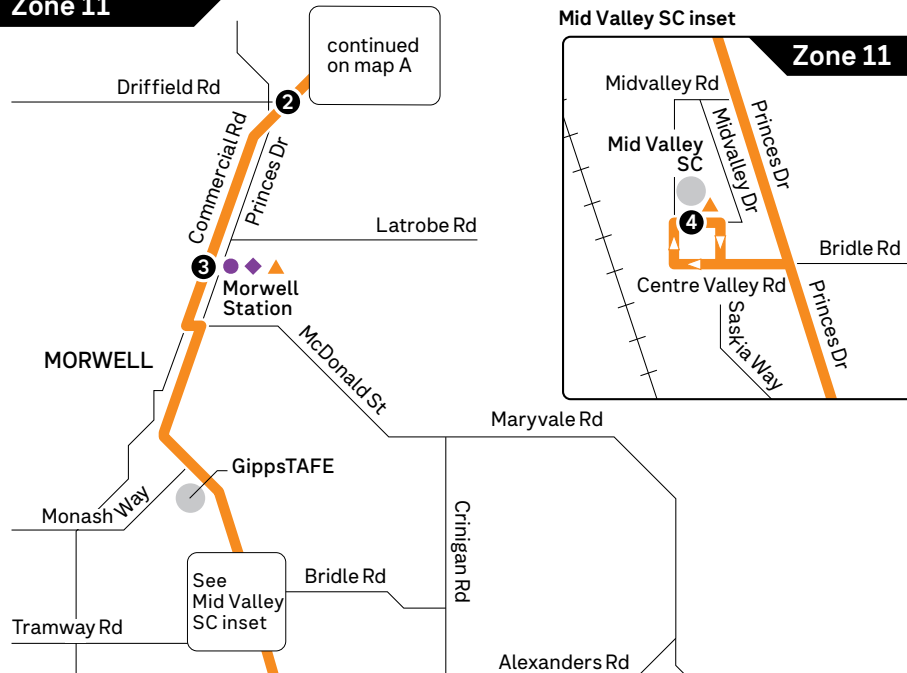 Zone 11
continued
on map A
Driffield Rd
2
Commercial Rd
Princes Dr
Latrobe Rd
3
Morwell
Station
MORWELL
McDonald St
Maryvale Rd
GippsTAFE
Monash Way
Crinigan Rd
See
Mid Valley
SC inset
Bridle Rd
Tramway Rd
Alexanders Rd
Mid Valley SC inset
Zone 11
Midvalley Rd
Princes Dr
Midvalley Dr
Mid Valley
SC
4
Bridle Rd
Centre Valley Rd
Saskia Way
Princes Dr